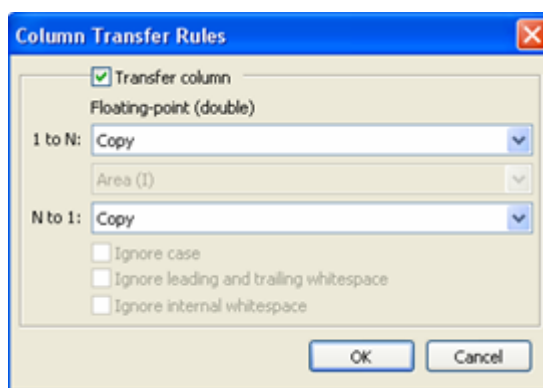 Column Transfer Rules
Transfer column
Floating-point (double)
1 to N: Copy
Area (I)
N to 1: Copy
Ignore case
Ignore leading and trailing whitespace
Ignore internal whitespace
OK Cancel